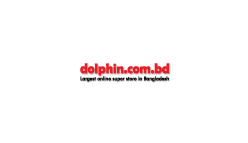 dolphin.com.bd
Largest online super store in Bangladesh